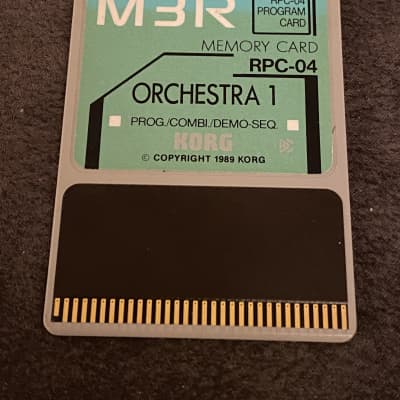 M3R
RPC-04
PROGRAM
CARD
MEMORY CARD
RPC-04
ORCHESTRA 1
PROG./COMBI./DEMO-SEQ.
KORG
© COPYRIGHT 1989 KORG